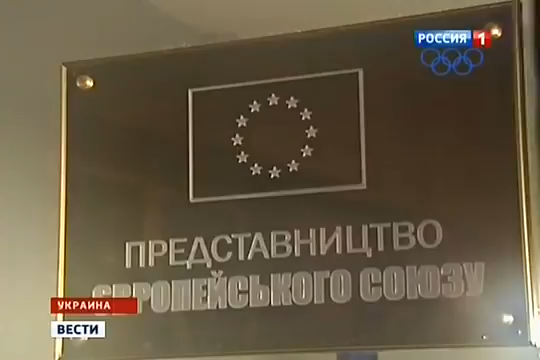 РОССИЯ 1
ПРЕДСТАВНИЦТВО
ЄВРОПЕЙСЬКОГО СОЮЗУ
УКРАИНА
ВЕСТИ